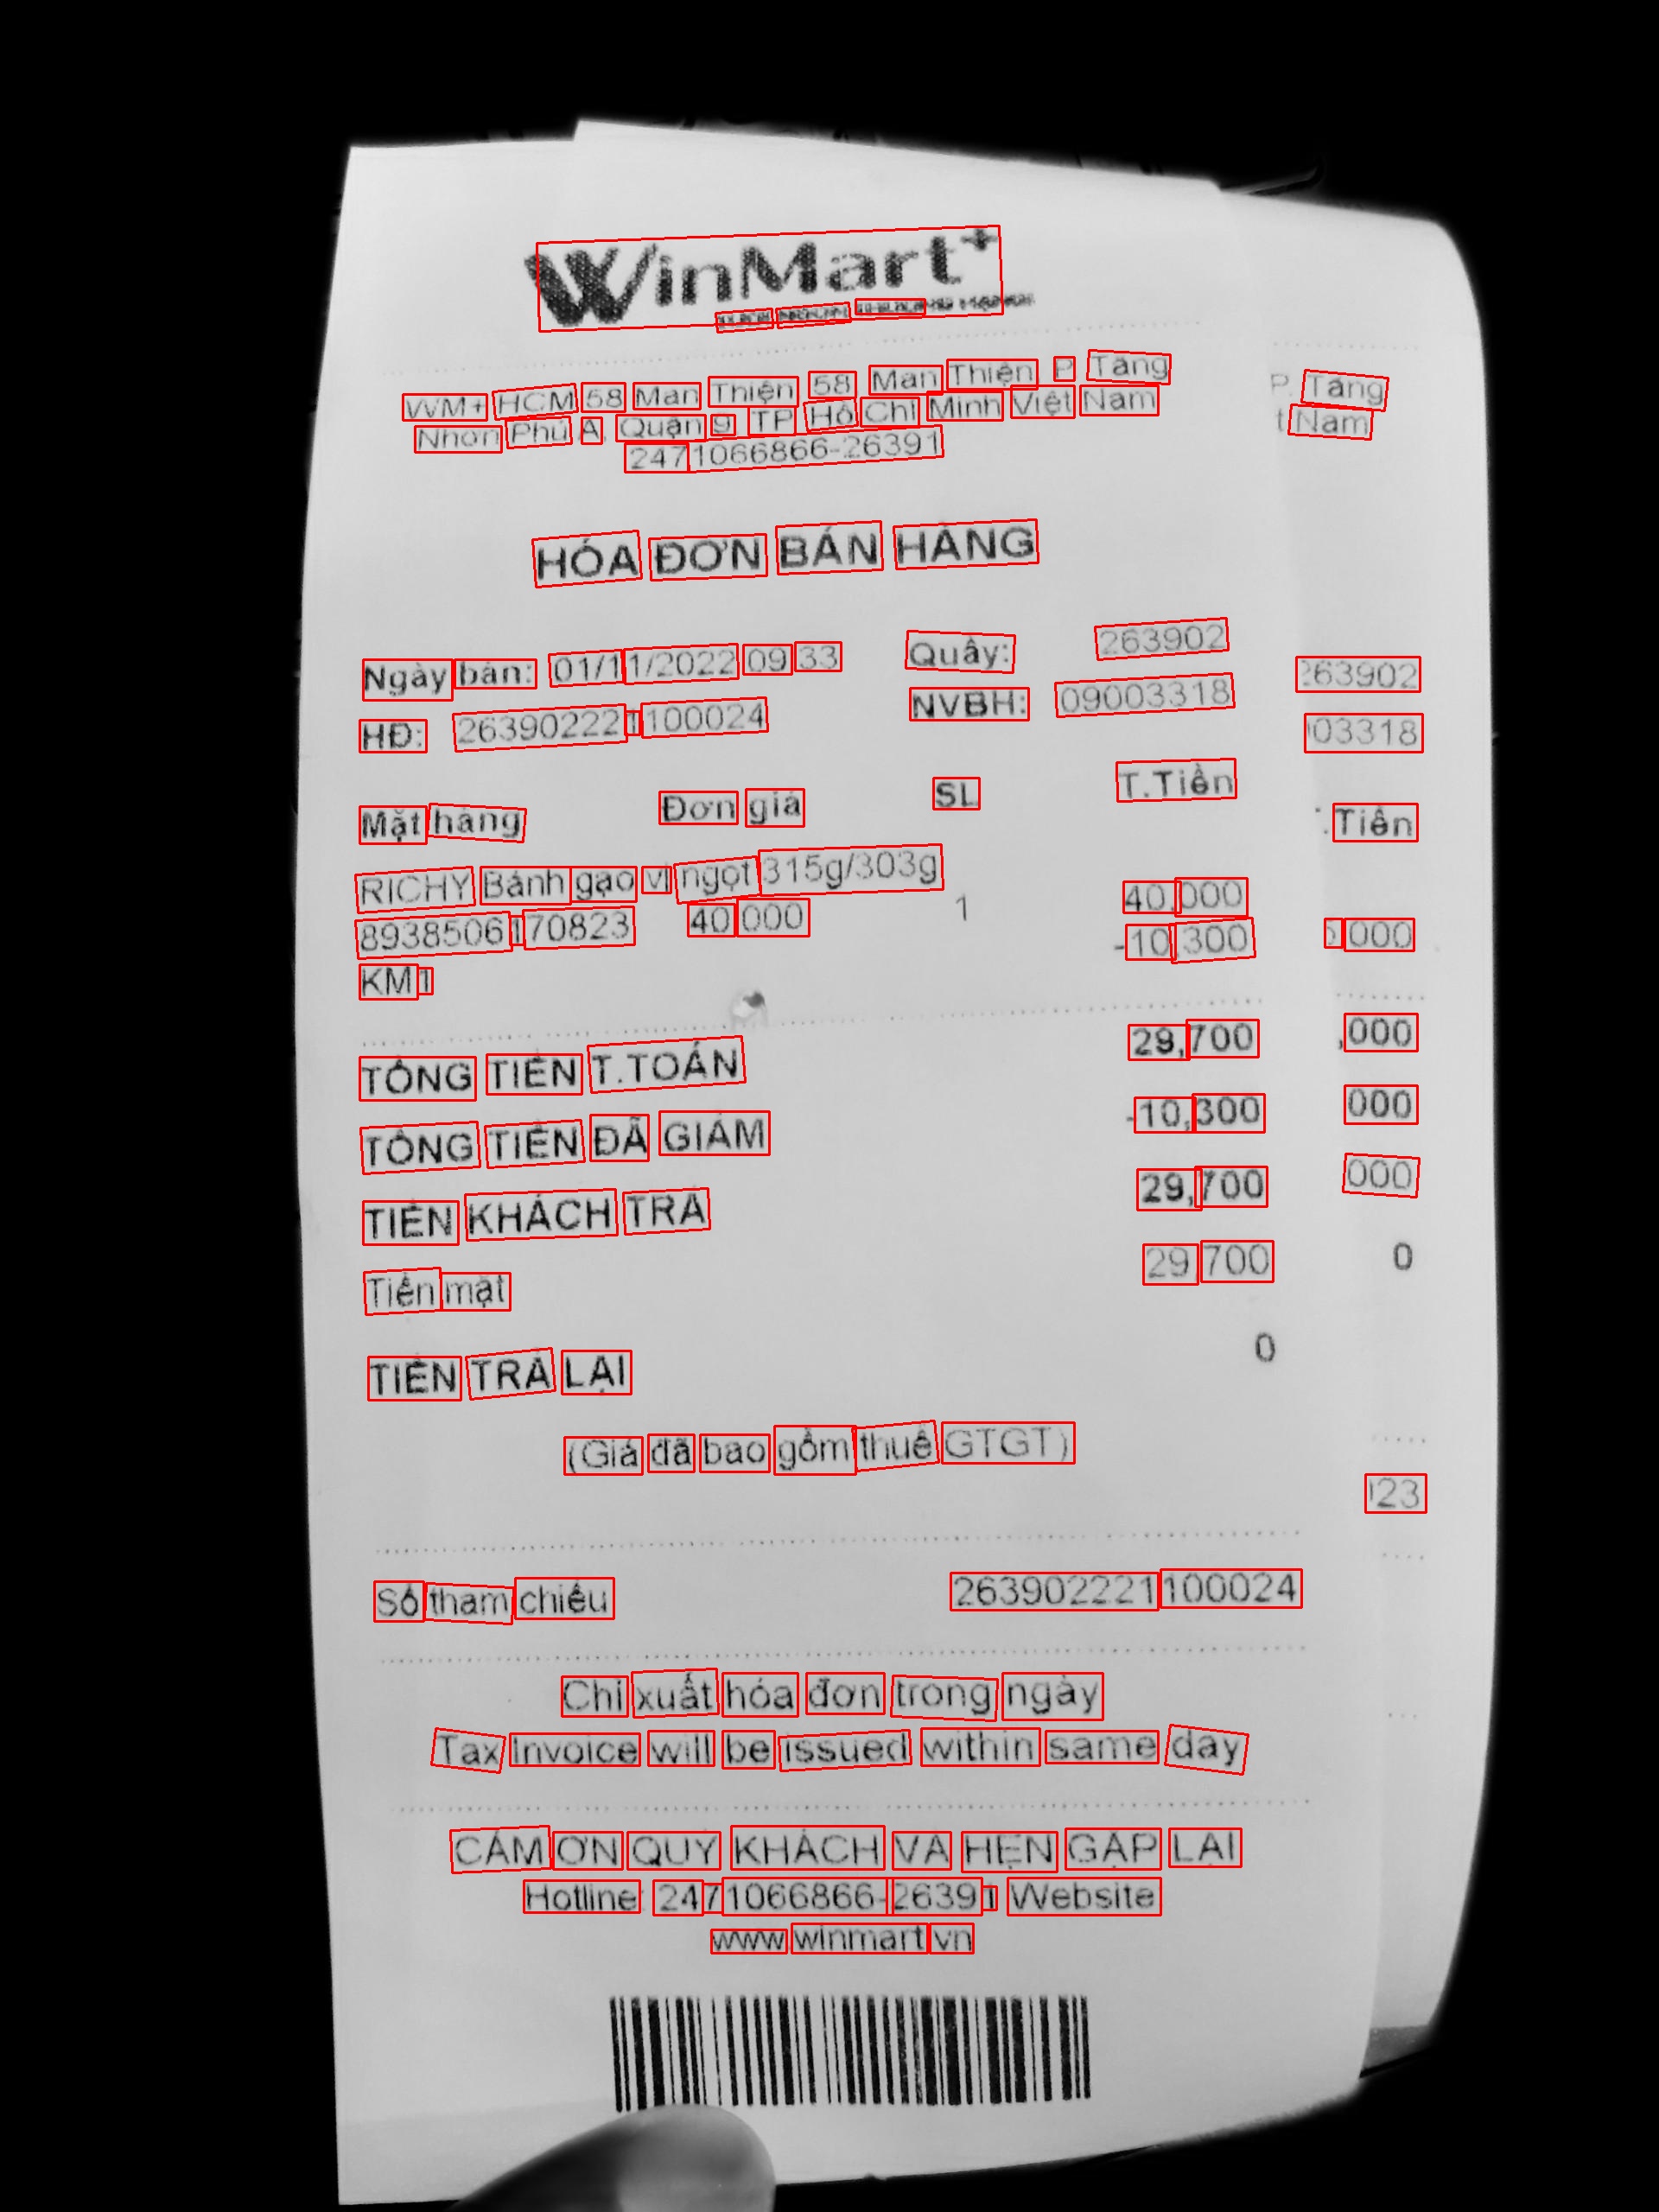 WinMart+
WM+ HCM 58 Man Thiện 58 Man Thiện P. Tăng
Nhơn Phú A, Quận 9, TP. Hồ Chí Minh, Việt Nam
2471066866-26391
P. Tăng
t Nam
HÓA ĐƠN BÁN HÀNG
Ngày bán: 01/11/2022 09:33 Quầy: 263902
263902
HĐ: 263902221100024 NVBH: 09003318
03318
Mặt hàng Đơn giá SL T.Tiền
.Tiền
RICHY Bánh gạo vị ngọt 315g/303g
8938506170823 40,000 1 40,000
KM1 -10,300
,000
TỔNG TIỀN T.TOÁN 29,700
,000
TỔNG TIỀN ĐÃ GIẢM -10,300
000
TIỀN KHÁCH TRẢ 29,700
000
Tiền mặt 29,700
0
TIỀN TRẢ LẠI 0
(Giá đã bao gồm thuế GTGT)
23
Số tham chiếu 263902221100024
Chỉ xuất hóa đơn trong ngày
Tax Invoice will be issued within same day
CẢM ƠN QUÝ KHÁCH VÀ HẸN GẶP LẠI
Hotline: 2471066866-26391 Website
www.winmart.vn